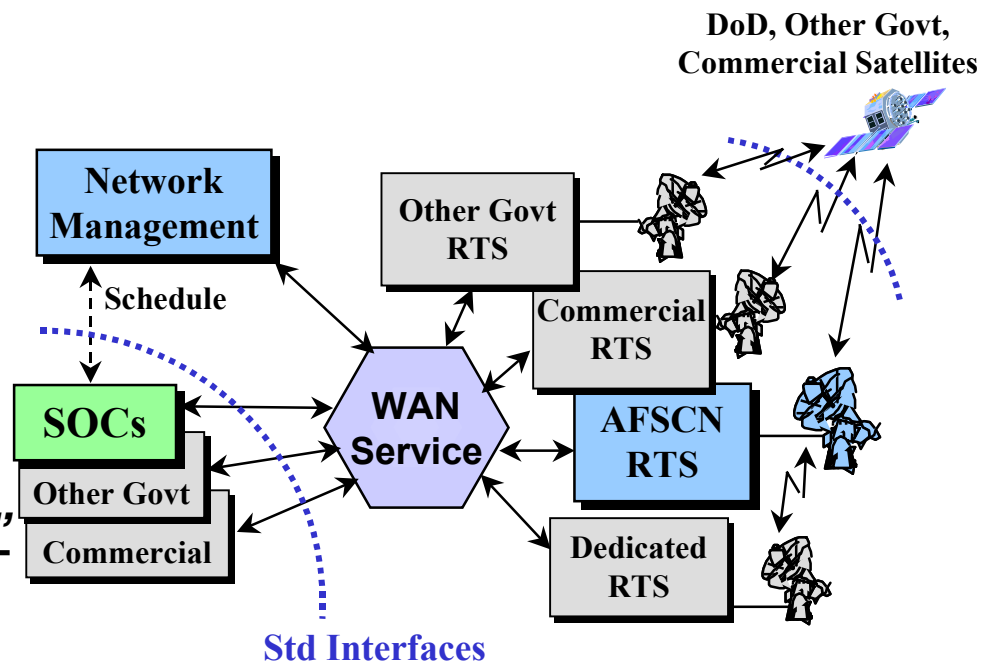 DoD, Other Govt,
Commercial Satellites
Network
Management
Other Govt
RTS
Schedule
Commercial
RTS
SOCs
WAN
Service
AFSCN
RTS
Other Govt
”
Commercial
-
Dedicated
RTS
Std Interfaces